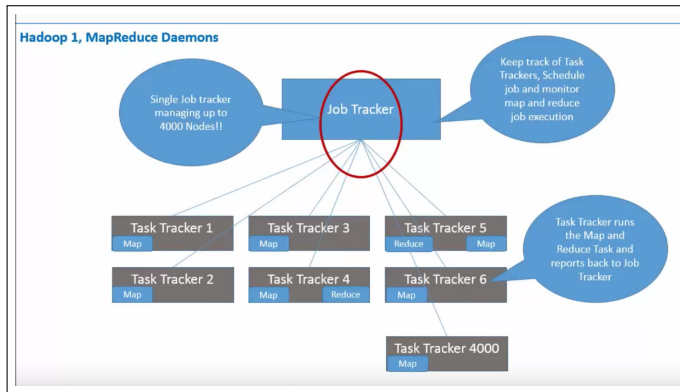 Hadoop 1, MapReduce Daemons
Single Job tracker
managing up to
4000 Nodes!!
Job Tracker
Keep track of Task
Trackers, Schedule
job and monitor
map and reduce
job execution
Task Tracker 1
Map
Task Tracker 3
Map
Task Tracker 5
Reduce
Map
Task Tracker 2
Map
Task Tracker 4
Map
Reduce
Task Tracker 6
Map
Task Tracker runs
the Map and
Reduce Task and
reports back to Job
Tracker
Task Tracker 4000
Map